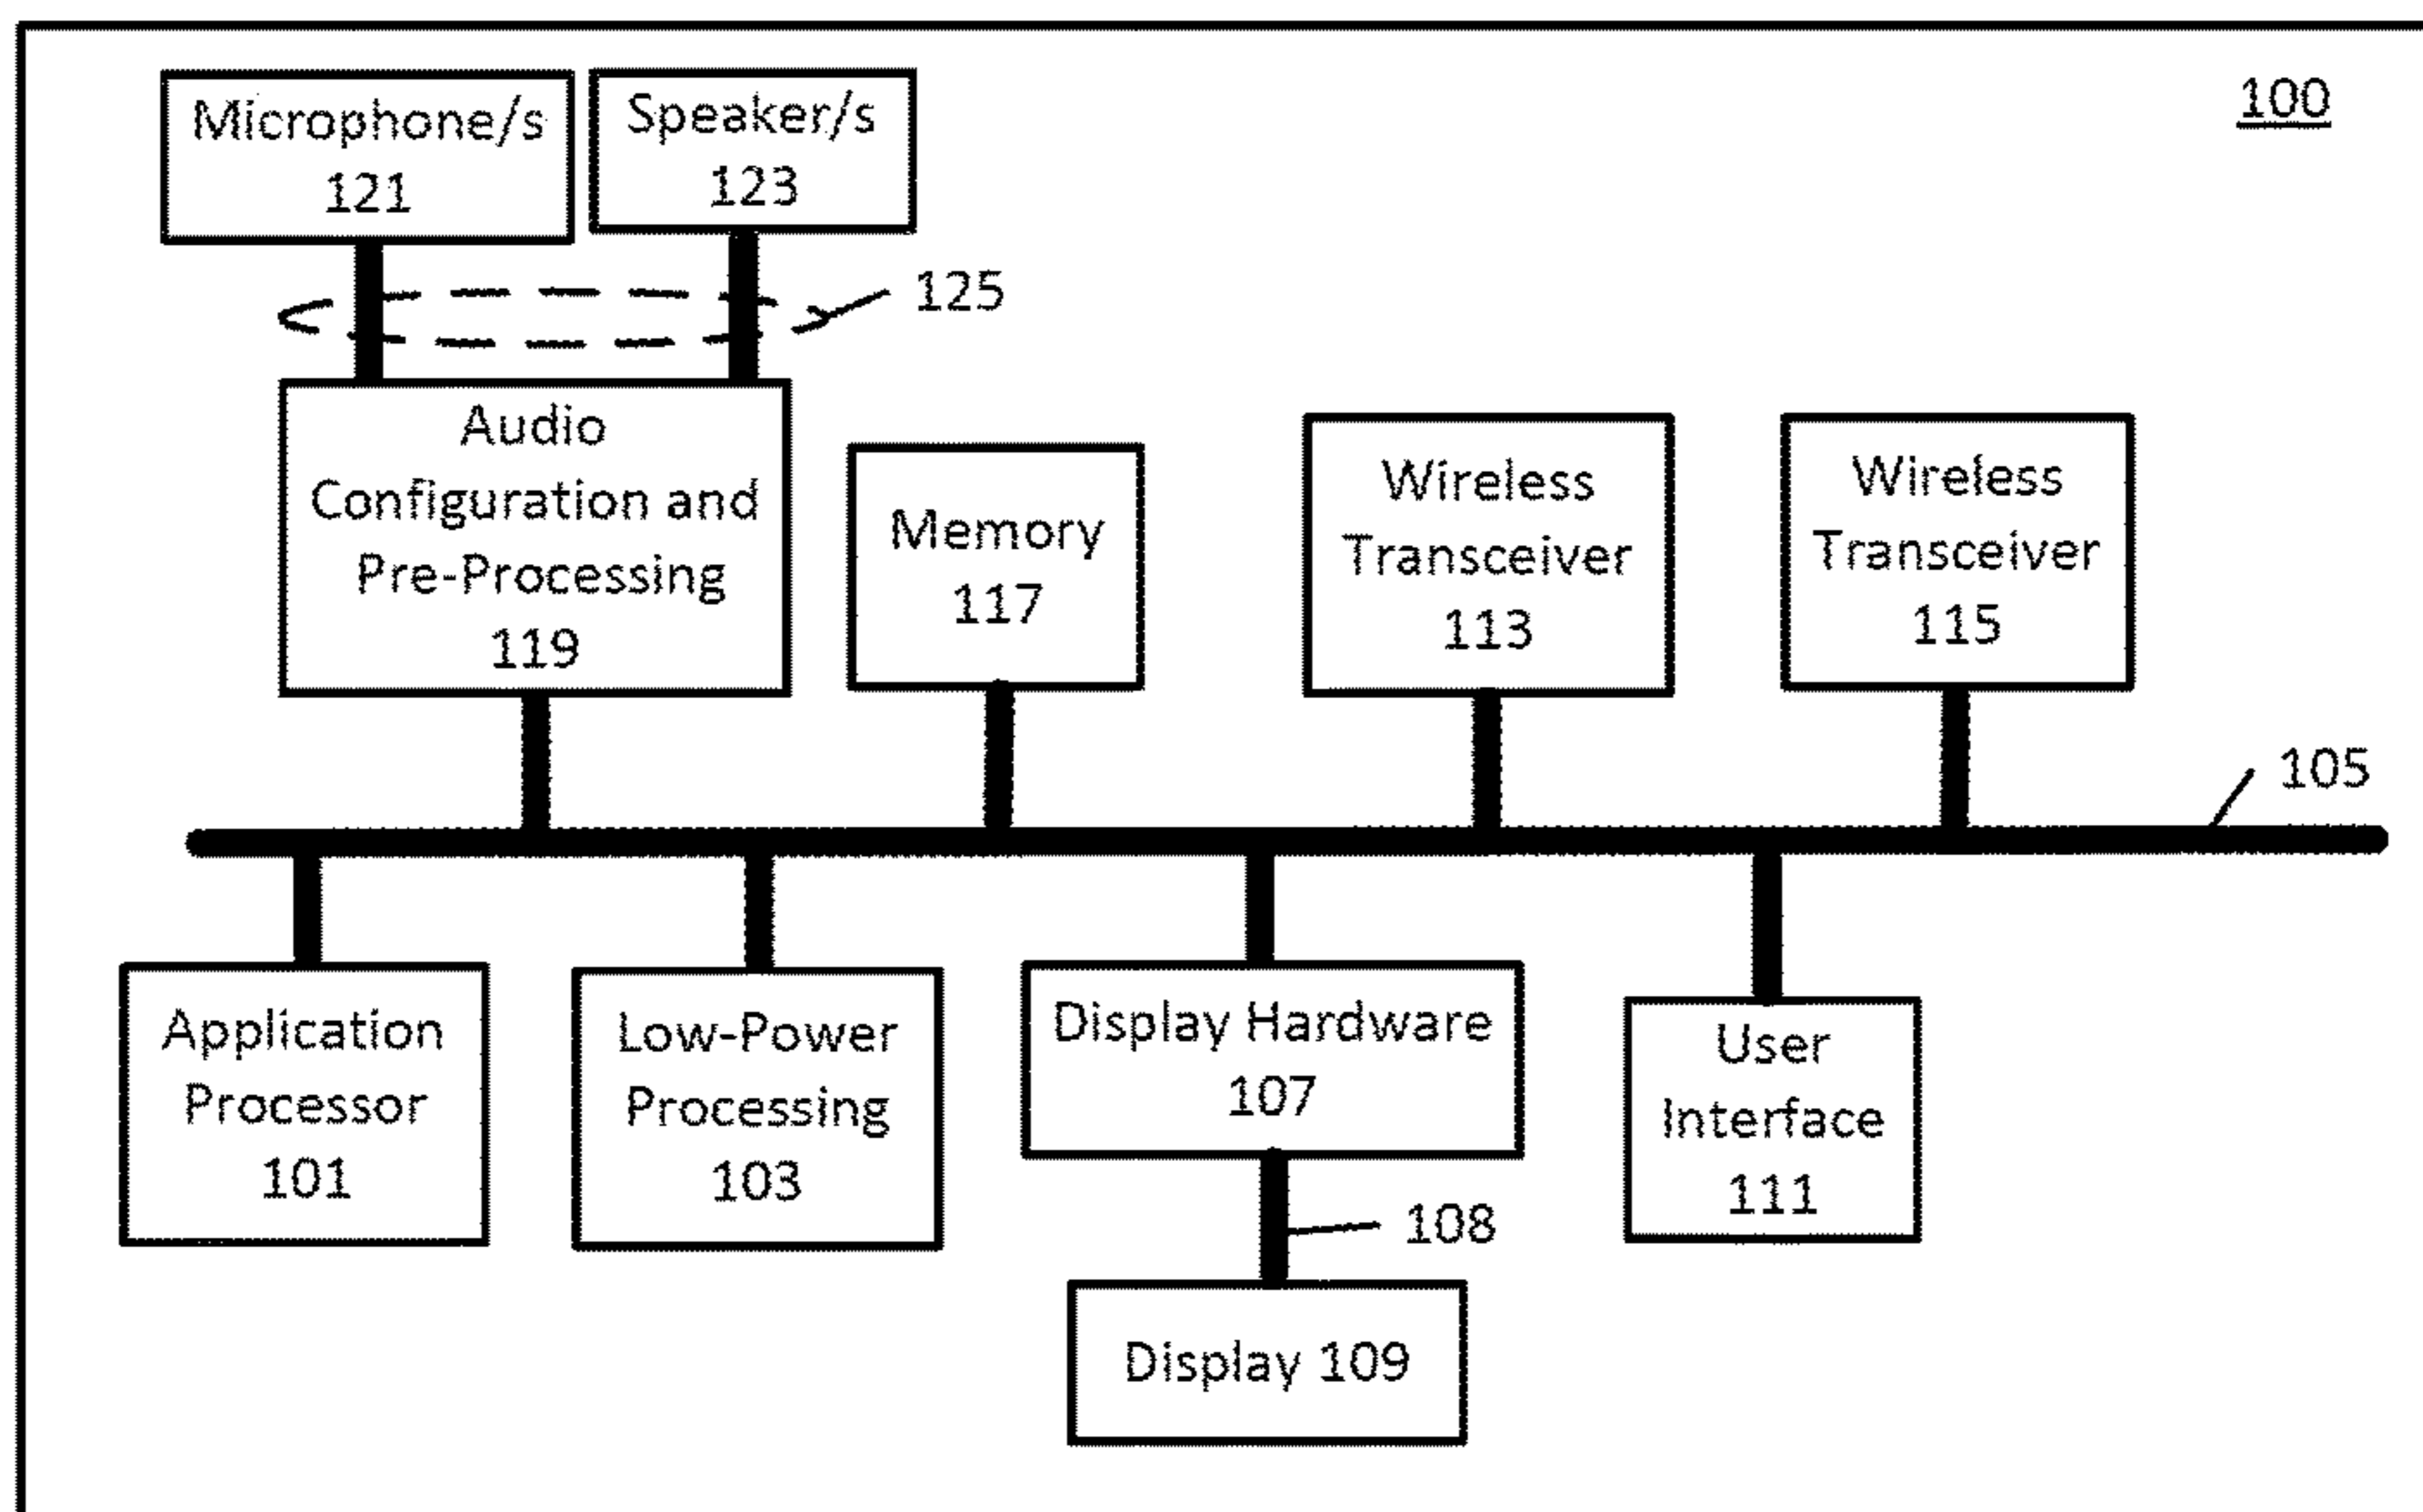 100
Microphone/s
121
Speaker/s
123
125
Audio
Configuration and
Pre-Processing
119
Memory
117
Wireless
Transceiver
113
Wireless
Transceiver
115
105
Application
Processor
101
Low-Power
Processing
103
Display Hardware
107
User
Interface
111
108
Display 109